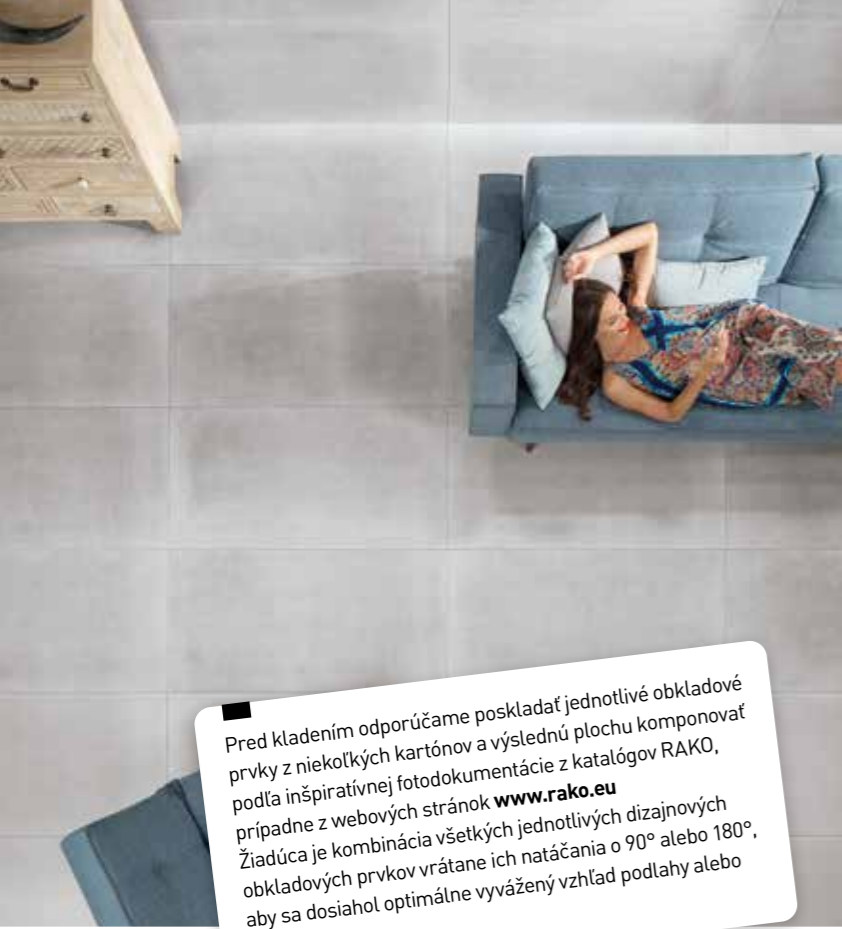 Pred kladením odporúčame poskladať jednotlivé obkladové
prvky z niekoľkých kartónov a výslednú plochu komponovať
podľa inšpiratívnej fotodokumentácie z katalógov RAKO,
prípadne z webových stránok www.rako.eu
Žiadúca je kombinácia všetkých jednotlivých dizajnových
obkladových prvkov vrátane ich natáčania o 90° alebo 180°,
aby sa dosiahol optimálne vyvážený vzhľad podlahy alebo